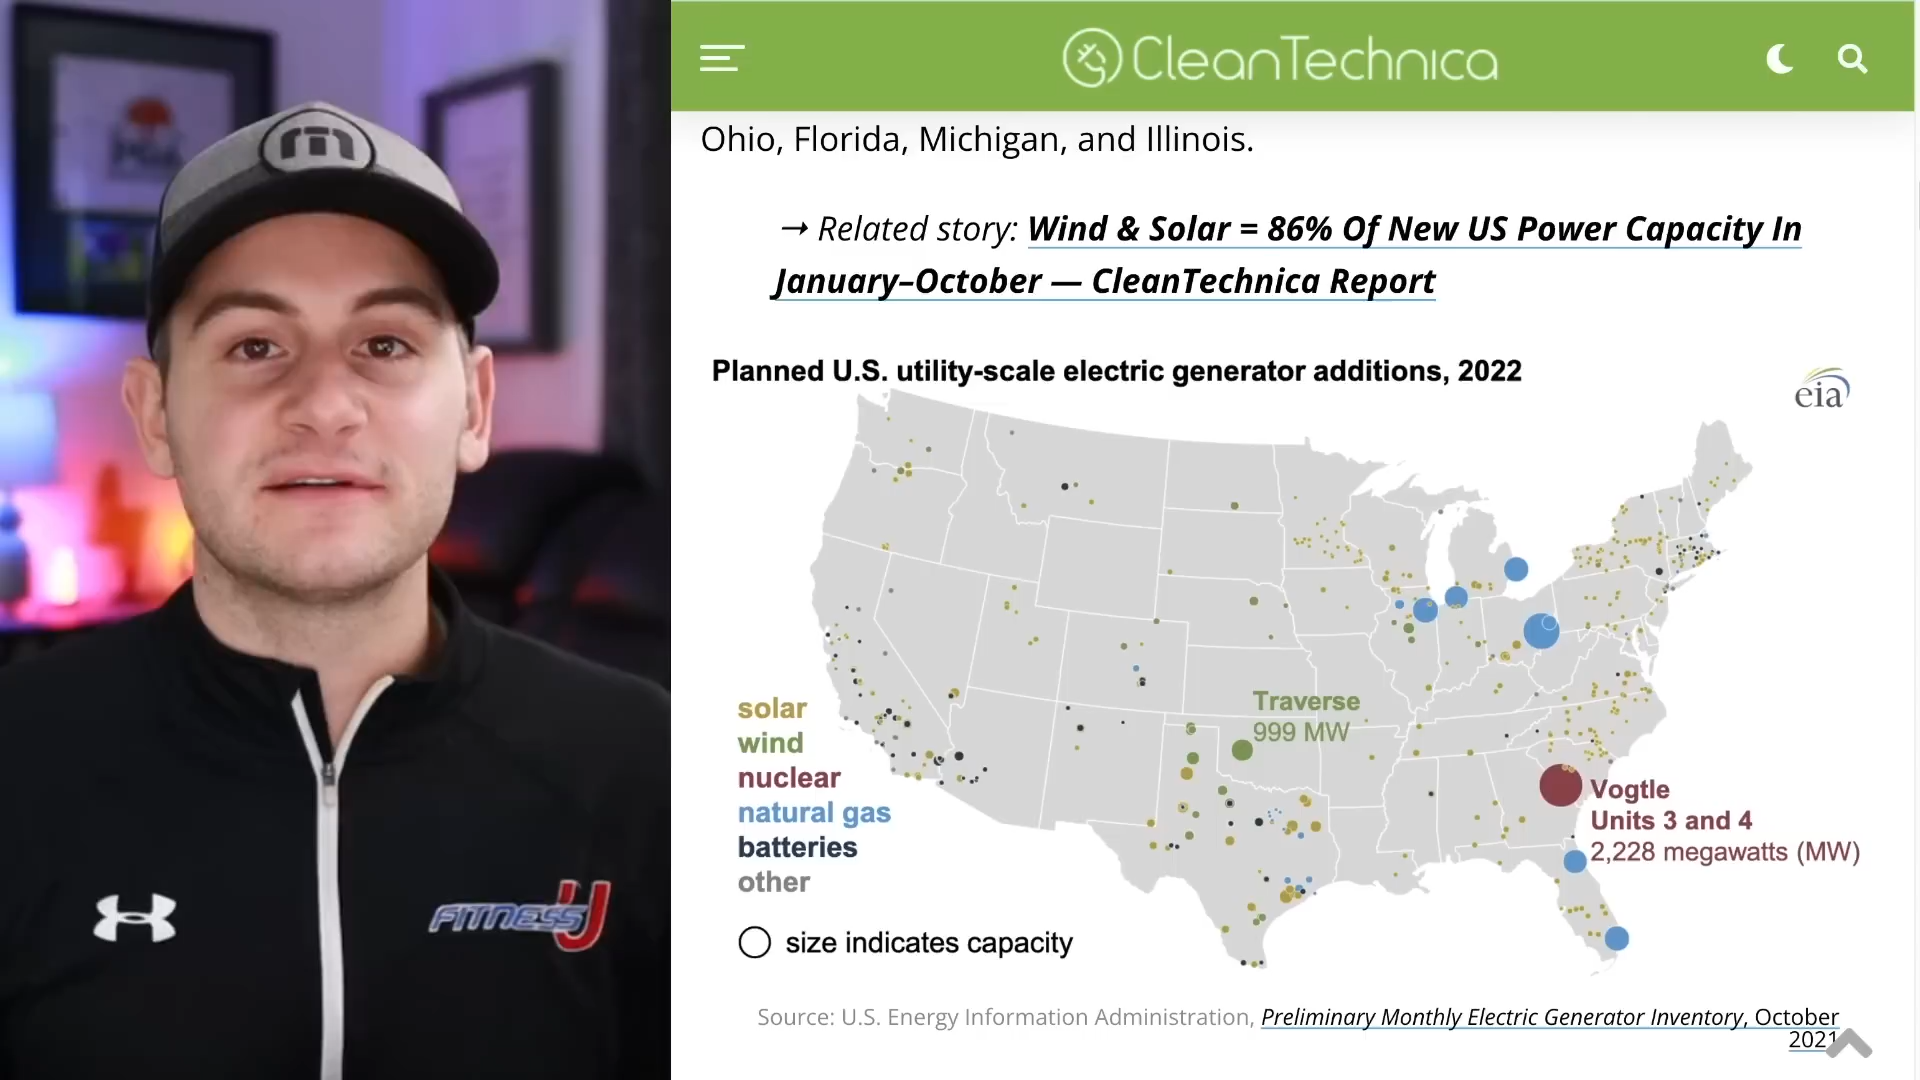 CleanTechnica
Ohio, Florida, Michigan, and Illinois.
→ Related story: Wind & Solar = 86% Of New US Power Capacity In
January–October — CleanTechnica Report
Planned U.S. utility-scale electric generator additions, 2022
eia
Traverse
999 MW
solar
wind
nuclear
natural gas
batteries
other
Vogtle
Units 3 and 4
2,228 megawatts (MW)
size indicates capacity
Source: U.S. Energy Information Administration, Preliminary Monthly Electric Generator Inventory, October
2021
FITNESS J